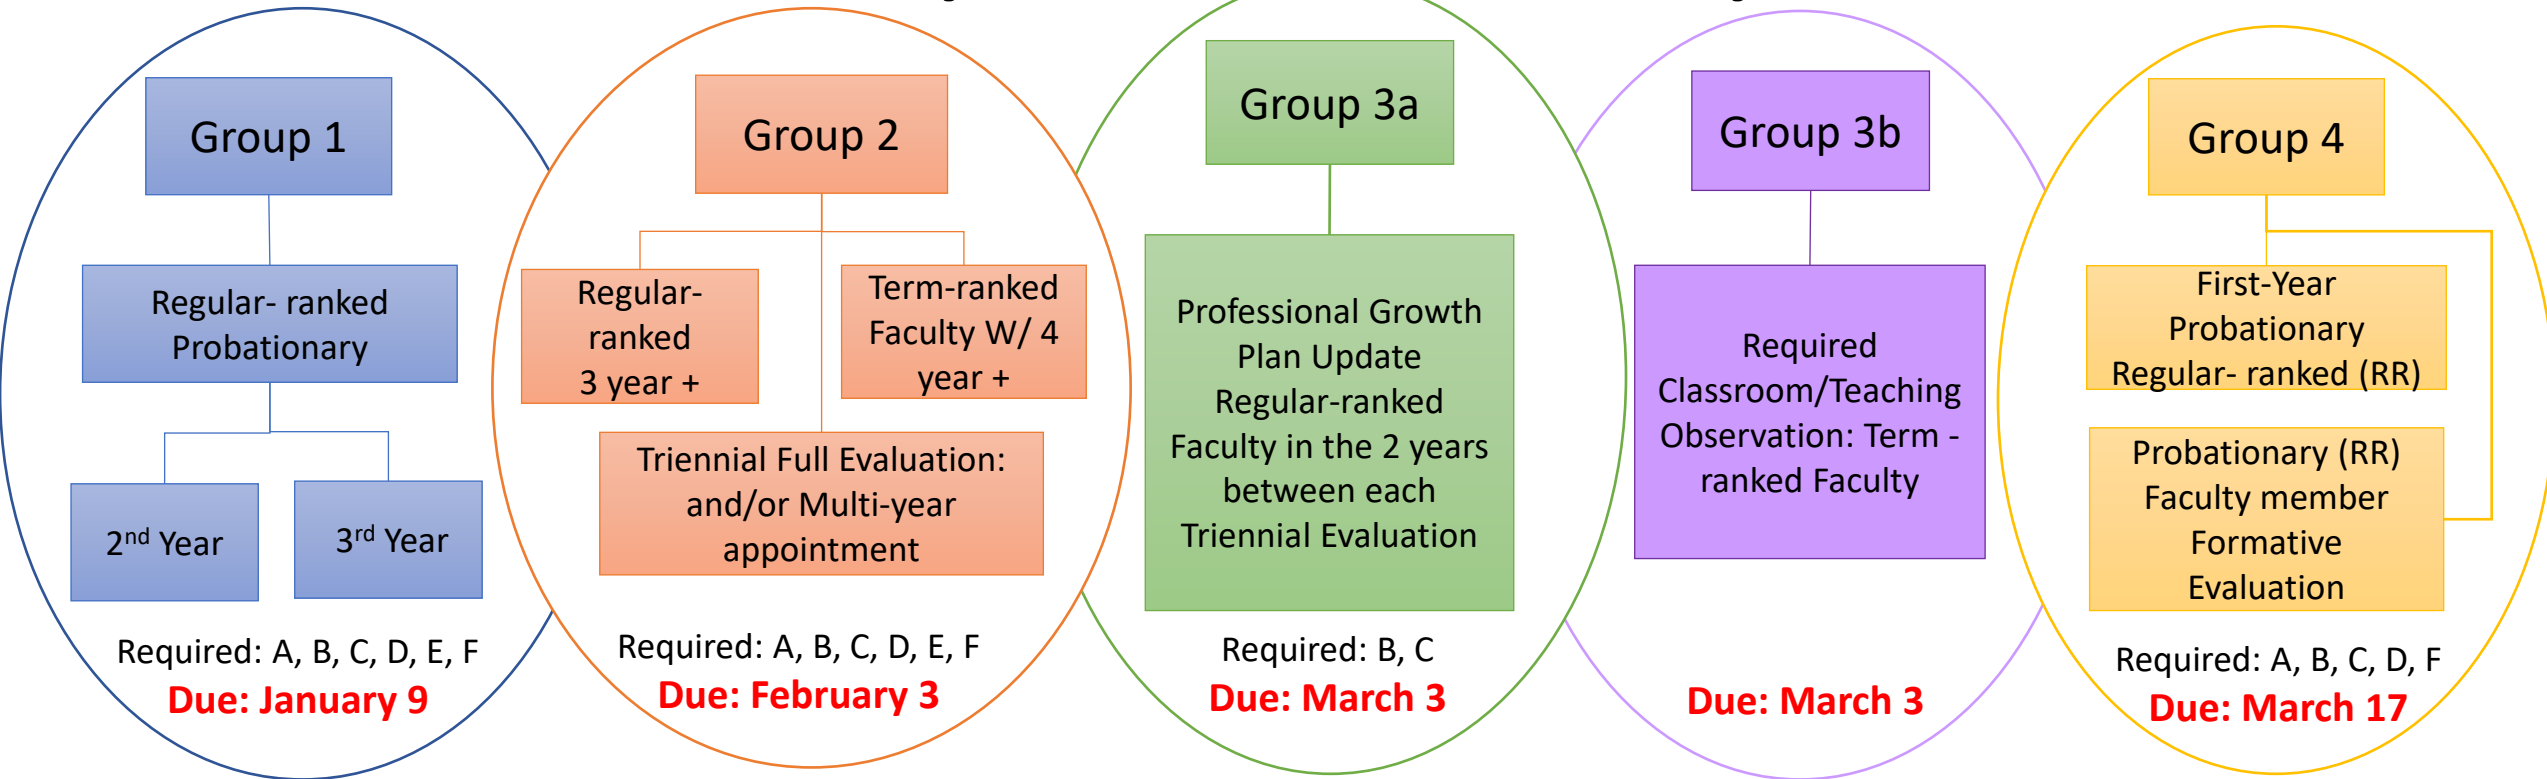 Group 1
Regular- ranked
Probationary
2nd Year
3rd Year
Required: A, B, C, D, E, F
Due: January 9
Group 2
Regular-
ranked
3 year +
Term-ranked
Faculty W/ 4
year +
Triennial Full Evaluation:
and/or Multi-year
appointment
Required: A, B, C, D, E, F
Due: February 3
Group 3a
Professional Growth
Plan Update
Regular-ranked
Faculty in the 2 years
between each
Triennial Evaluation
Required: B, C
Due: March 3
Group 3b
Required
Classroom/Teaching
Observation: Term -
ranked Faculty
Due: March 3
Group 4
First-Year
Probationary
Regular- ranked (RR)
Probationary (RR)
Faculty member
Formative
Evaluation
Required: A, B, C, D, F
Due: March 17